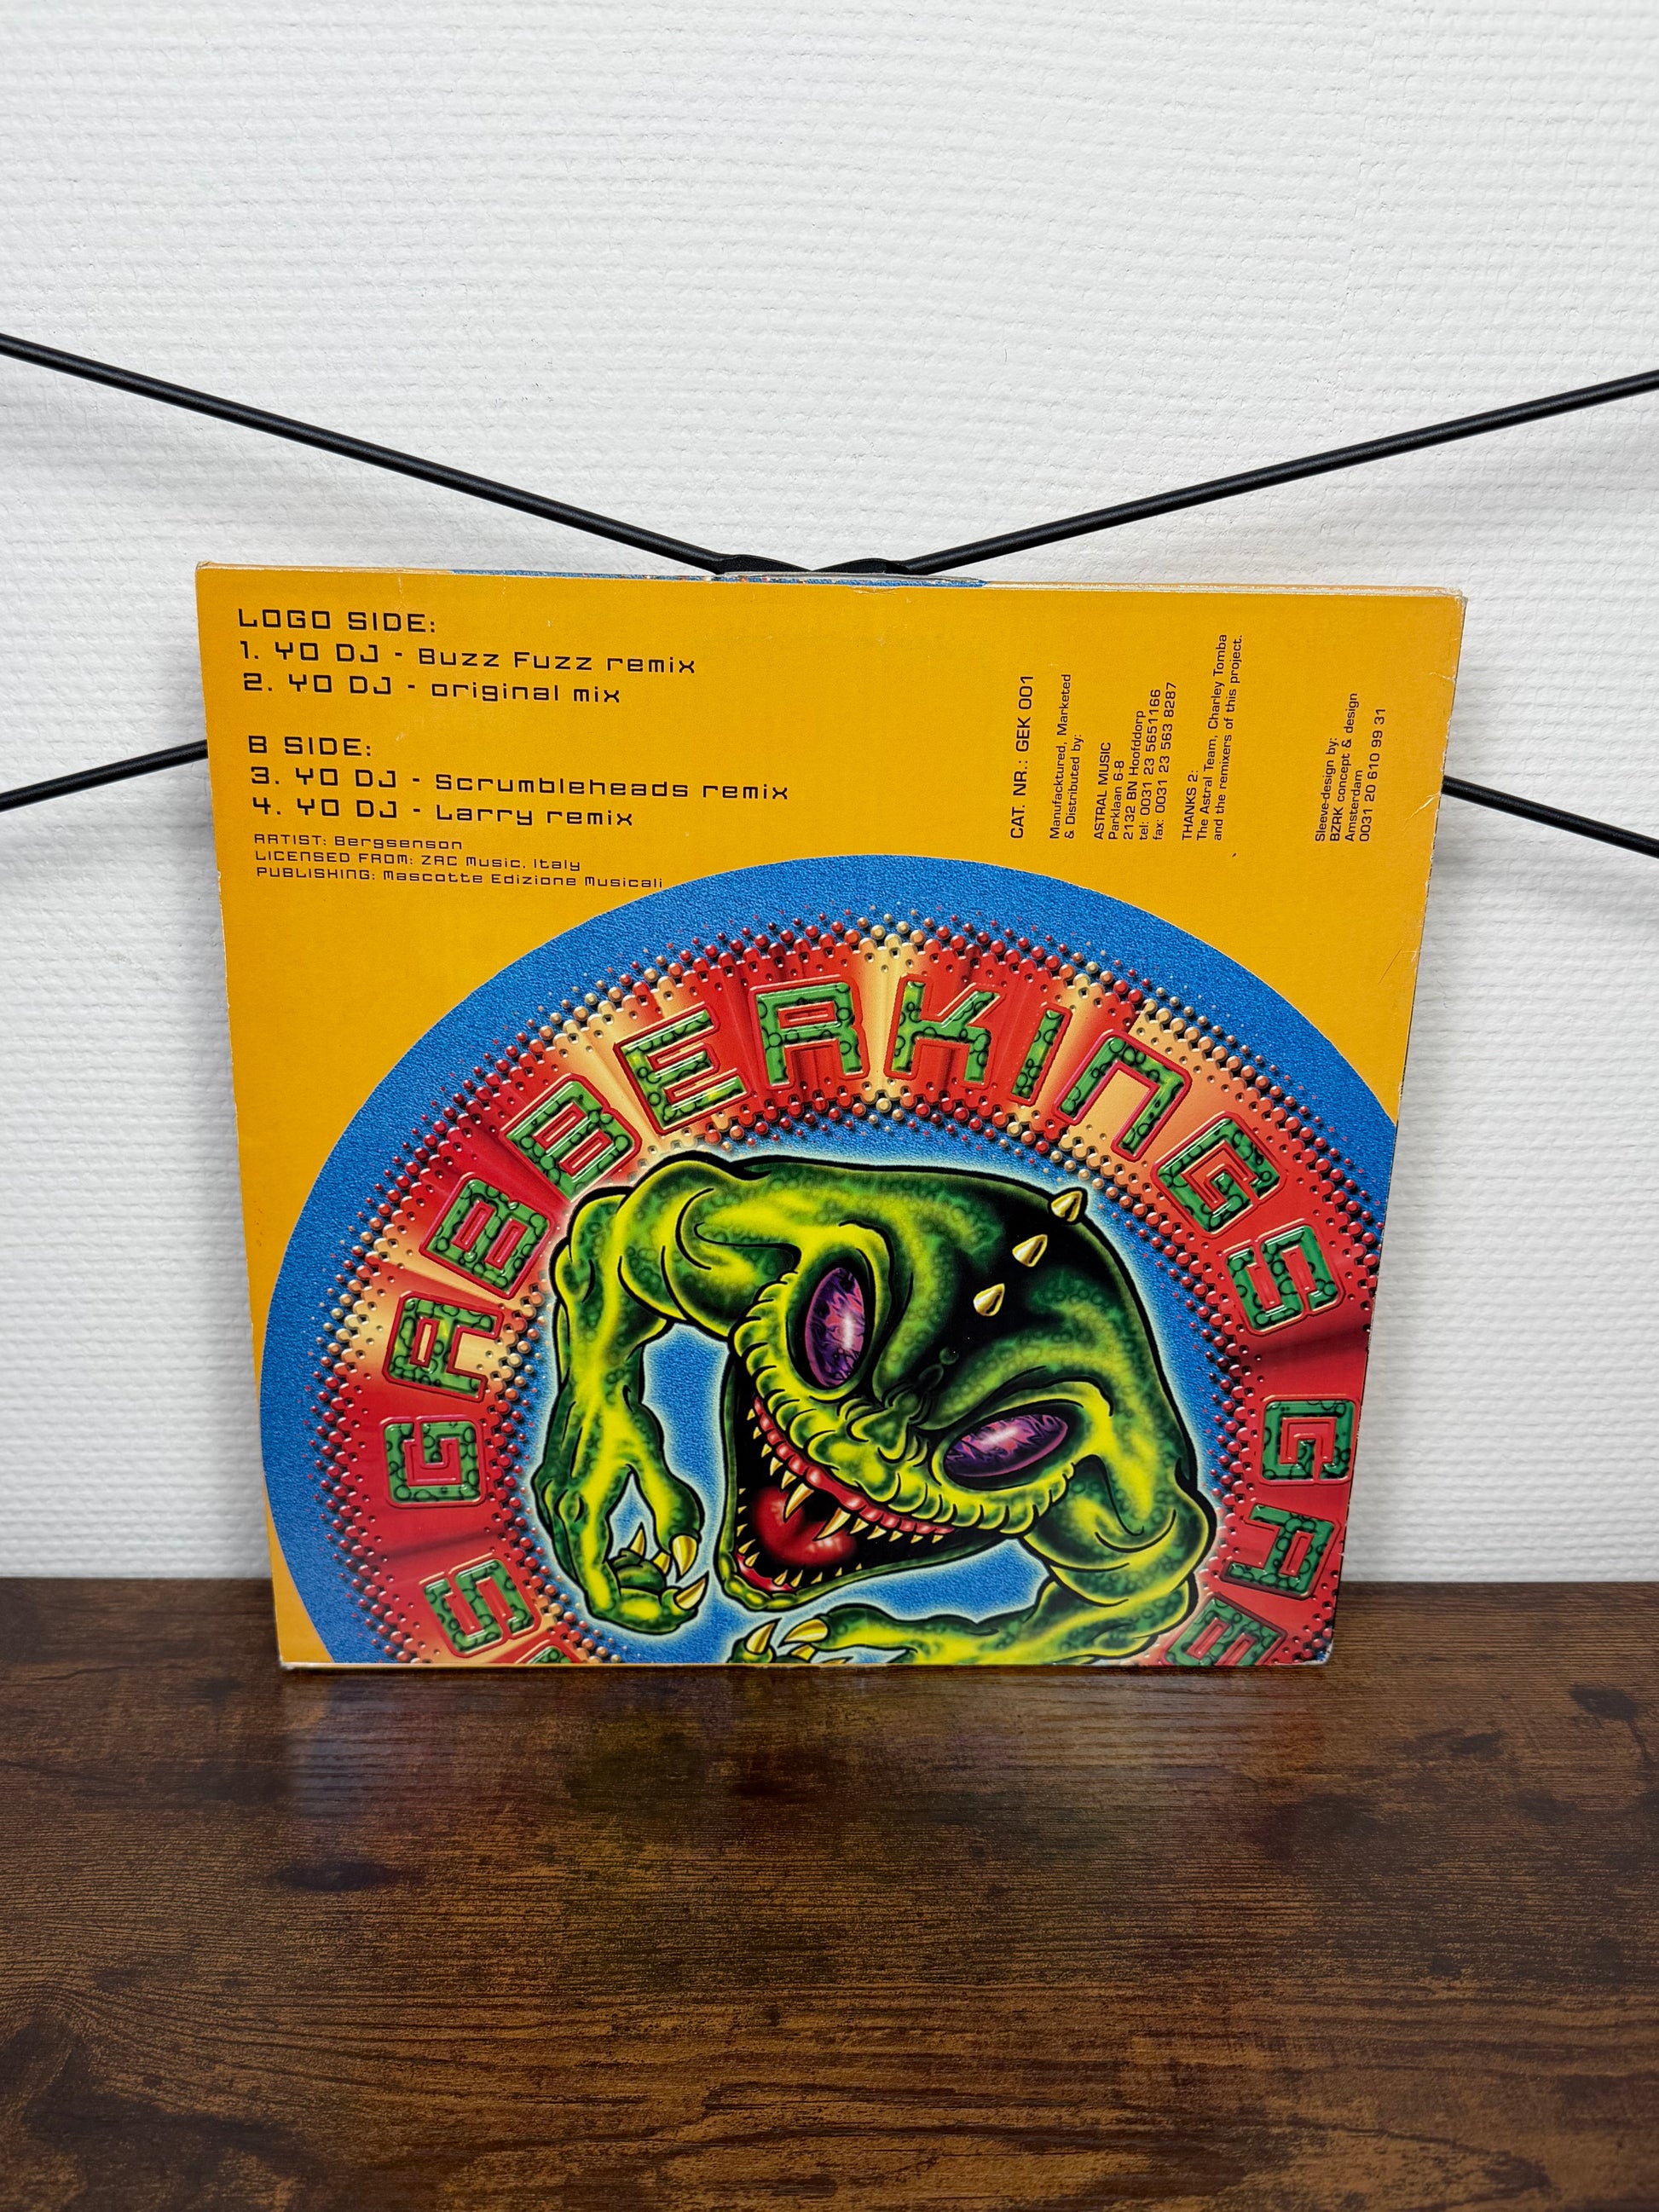 LOGO SIDE:
1. YO DJ - Buzz Fuzz remix
2. YO DJ - original mix
B SIDE:
3. YO DJ - Scrumbleheads remix
4. YO DJ - Larry remix
ARTIST: Bergsenson
LICENSED FROM: ZAC Music, Italy
PUBLISHING: Mascotte Edizione Musicali
CAT. NR.: GEK 001
Manufacktured, Marketed
& Distributed by:
ASTRAL MUSIC
Parklaan 6-8
2132 BN Hoofddorp
tel: 0031 23 5651166
fax: 0031 23 563 8287
THANKS 2:
The Astral Team, Charley Tomba
and the remixers of this project.
Sleeve-design by:
BZRK concept & design
Amsterdam
0031 20 610 99 31
S GABBERKINGS GAB